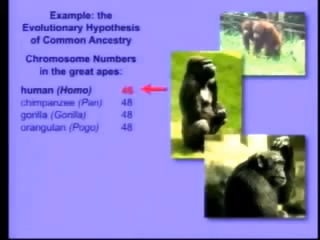 Example: the
Evolutionary Hypothesis
of Common Ancestry
Chromosome Numbers
in the great apes:
human (Homo) 46
chimpanzee (Pan) 48
gorilla (Gorilla) 48
orangutan (Pogo) 48